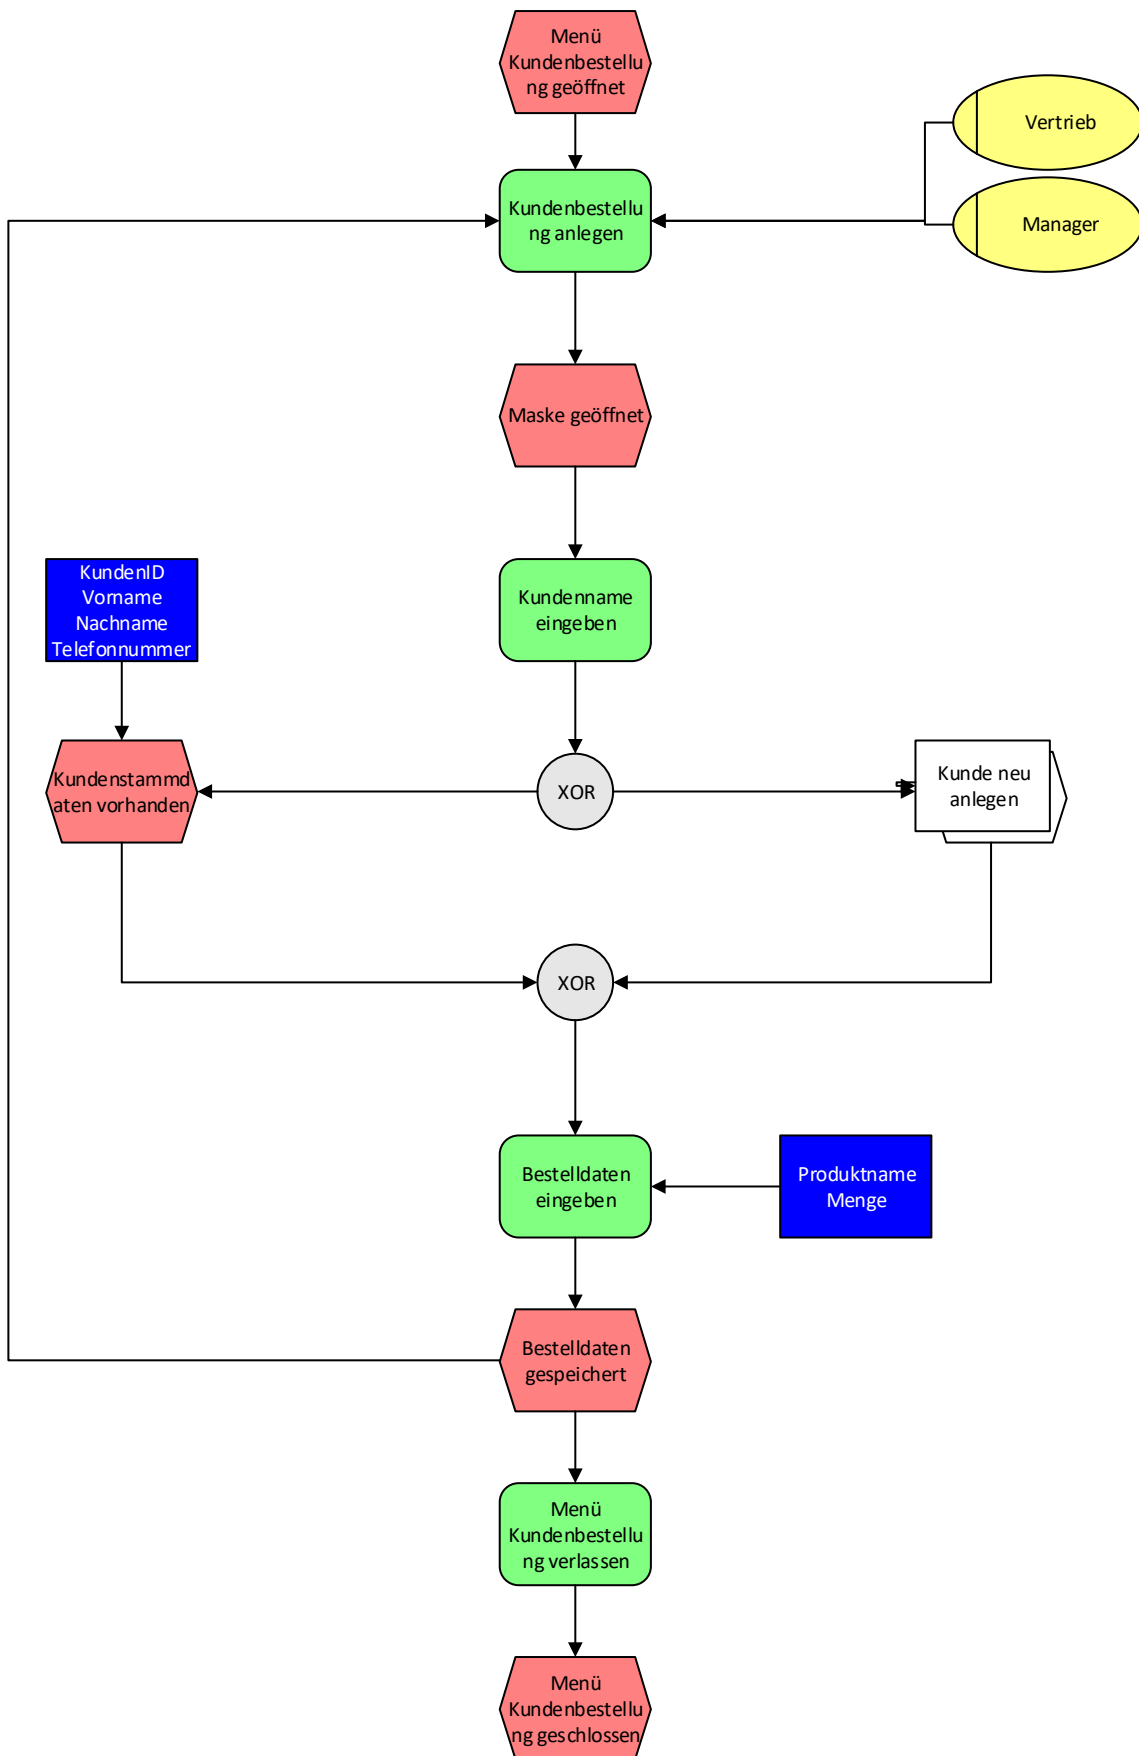 Menü
Kundenbestellu
ng geöffnet
Vertrieb
Kundenbestellu
ng anlegen
Manager
Maske geöffnet
KundenID
Vorname
Nachname
Telefonnummer
Kundenname
eingeben
Kundenstammd
aten vorhanden
XOR
Kunde neu
anlegen
XOR
Bestelldaten
eingeben
Produktname
Menge
Bestelldaten
gespeichert
Menü
Kundenbestellu
ng verlassen
Menü
Kundenbestellu
ng geschlossen